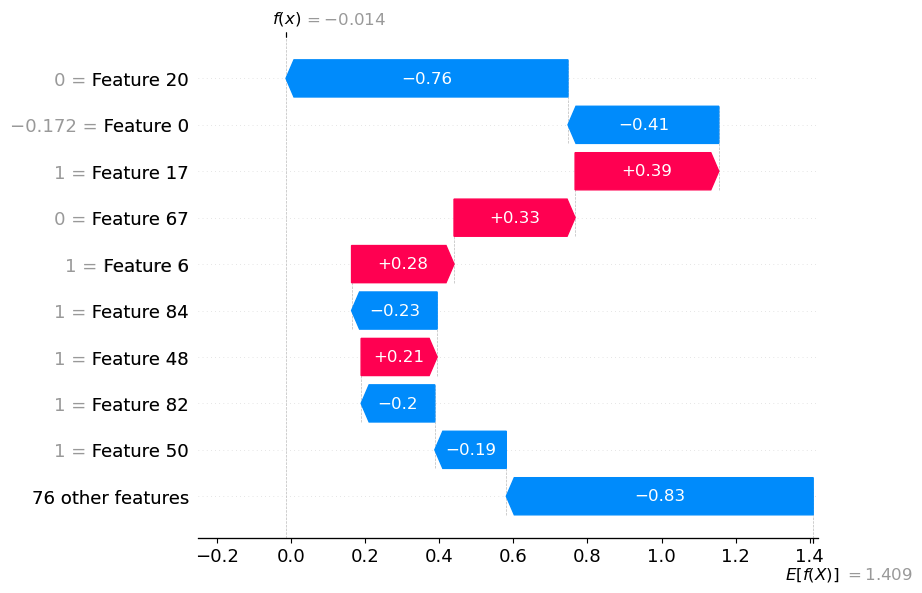 f(x) = −0.014
0 = Feature 20
−0.76
−0.172 = Feature 0
−0.41
1 = Feature 17
+0.39
0 = Feature 67
+0.33
1 = Feature 6
+0.28
1 = Feature 84
−0.23
1 = Feature 48
+0.21
1 = Feature 82
−0.2
1 = Feature 50
−0.19
76 other features
−0.83
−0.2 0.0 0.2 0.4 0.6 0.8 1.0 1.2 1.4
E[f(X)] = 1.409